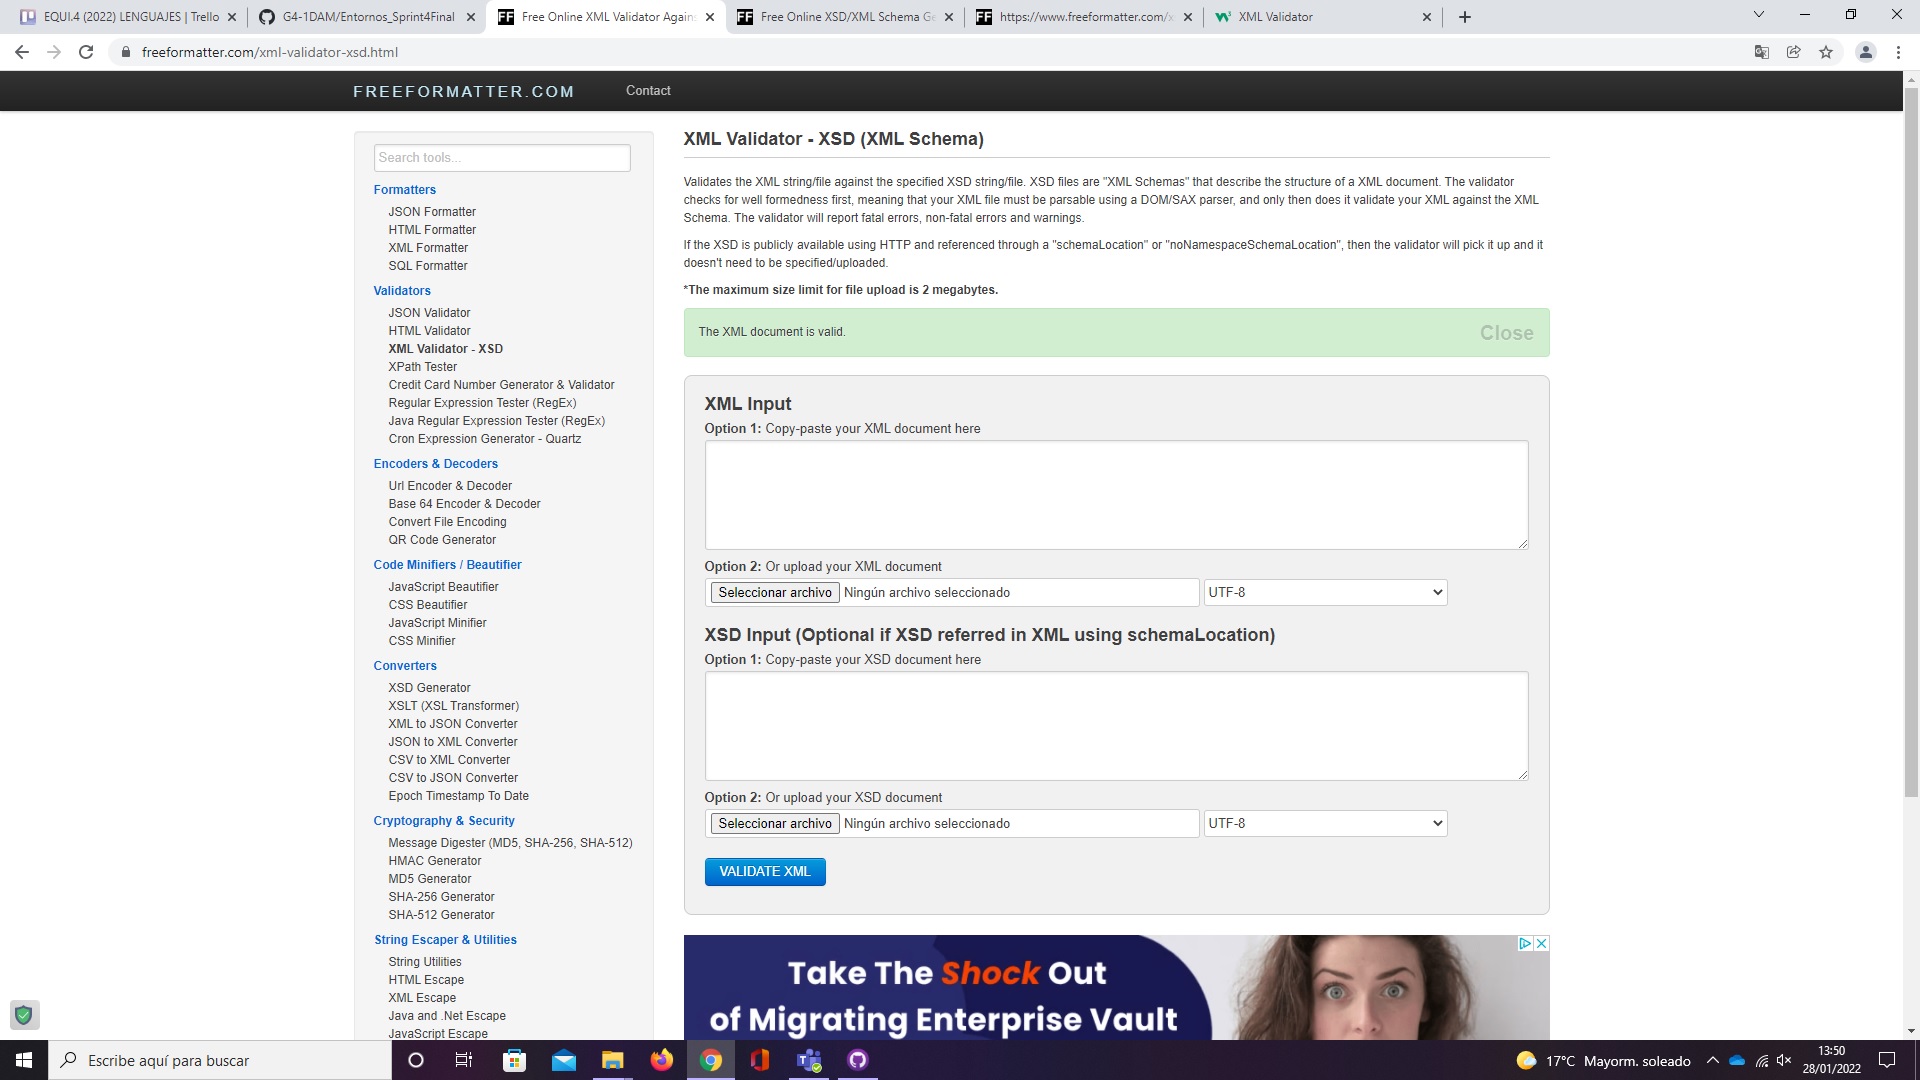 EQUI.4 (2022) LENGUAJES | Trello
G4-1DAM/Entornos_Sprint4Final
Free Online XML Validator Agains
Free Online XSD/XML Schema Ge
https://www.freeformatter.com/x
XML Validator
freeformatter.com/xml-validator-xsd.html
FREEFORMATTER.COM
Contact
Search tools...
Formatters
JSON Formatter
HTML Formatter
XML Formatter
SQL Formatter
Validators
JSON Validator
HTML Validator
XML Validator - XSD
XPath Tester
Credit Card Number Generator & Validator
Regular Expression Tester (RegEx)
Java Regular Expression Tester (RegEx)
Cron Expression Generator - Quartz
Encoders & Decoders
Url Encoder & Decoder
Base 64 Encoder & Decoder
Convert File Encoding
QR Code Generator
Code Minifiers / Beautifier
JavaScript Beautifier
CSS Beautifier
JavaScript Minifier
CSS Minifier
Converters
XSD Generator
XSLT (XSL Transformer)
XML to JSON Converter
JSON to XML Converter
CSV to XML Converter
CSV to JSON Converter
Epoch Timestamp To Date
Cryptography & Security
Message Digester (MD5, SHA-256, SHA-512)
HMAC Generator
MD5 Generator
SHA-256 Generator
SHA-512 Generator
String Escaper & Utilities
String Utilities
HTML Escape
XML Escape
Java and .Net Escape
JavaScript Escape
XML Validator - XSD (XML Schema)
Validates the XML string/file against the specified XSD string/file. XSD files are "XML Schemas" that describe the structure of a XML document. The validator
checks for well formedness first, meaning that your XML file must be parsable using a DOM/SAX parser, and only then does it validate your XML against the XML
Schema. The validator will report fatal errors, non-fatal errors and warnings.
If the XSD is publicly available using HTTP and referenced through a "schemaLocation" or "noNamespaceSchemaLocation", then the validator will pick it up and it
doesn't need to be specified/uploaded.
*The maximum size limit for file upload is 2 megabytes.
The XML document is valid.
Close
XML Input
Option 1: Copy-paste your XML document here
Option 2: Or upload your XML document
Seleccionar archivo Ningún archivo seleccionado
UTF-8
XSD Input (Optional if XSD referred in XML using schemaLocation)
Option 1: Copy-paste your XSD document here
Option 2: Or upload your XSD document
Seleccionar archivo Ningún archivo seleccionado
UTF-8
VALIDATE XML
Take The Shock Out
of Migrating Enterprise Vault
Escribe aquí para buscar
17°C Mayorm. soleado
13:50
28/01/2022